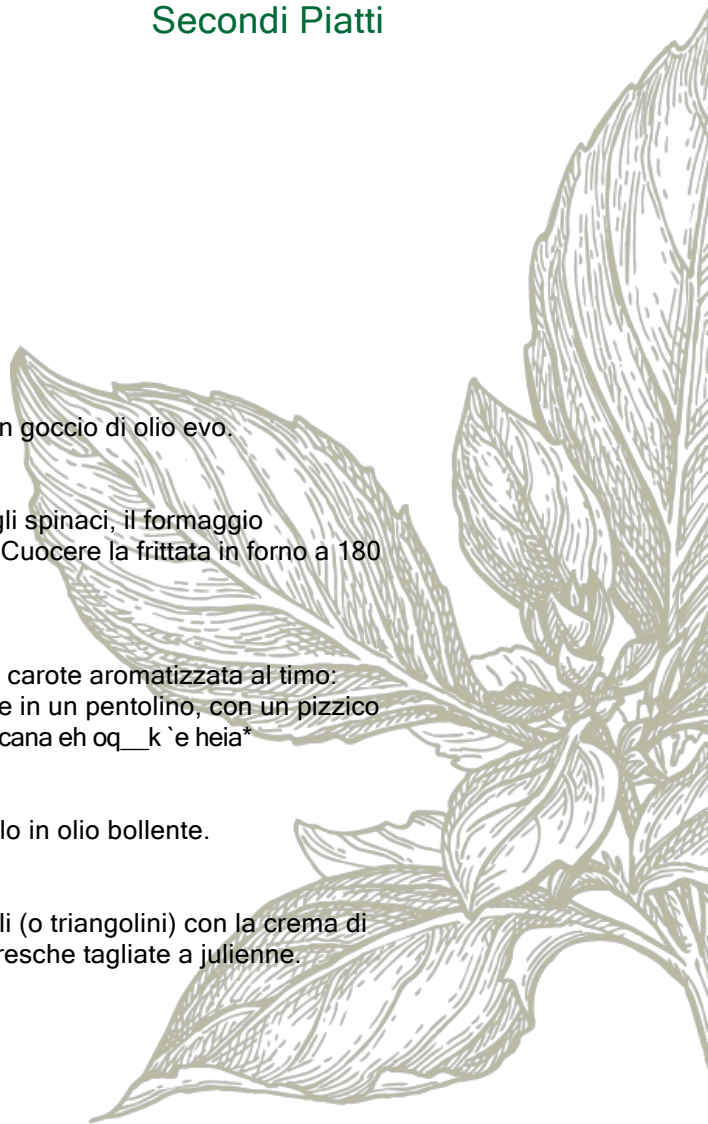 Secondi Piatti
n goccio di olio evo.
gli spinaci, il formaggio
Cuocere la frittata in forno a 180
carote aromatizzata al timo:
e in un pentolino, con un pizzico
cana eh oq__k `e heia*
lo in olio bollente.
li (o triangolini) con la crema di
resche tagliate a julienne.